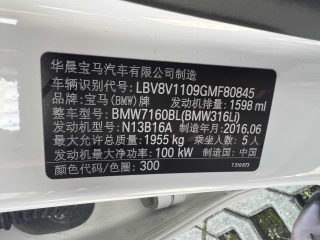 华晨宝马汽车有限公司制造
车辆识别代号: LBV8V1109GMF80845
品牌: 宝马(BMW)牌 发动机排量: 1598 ml
整车型号: BMW7160BL(BMW316Li)
发动机型号: N13B16A 制造年月: 2016.06
最大允许总质量: 1955 kg 乘坐人数: 5人
发动机最大净功率: 100 kW 制造国: 中国
颜色代码/色圈: 300